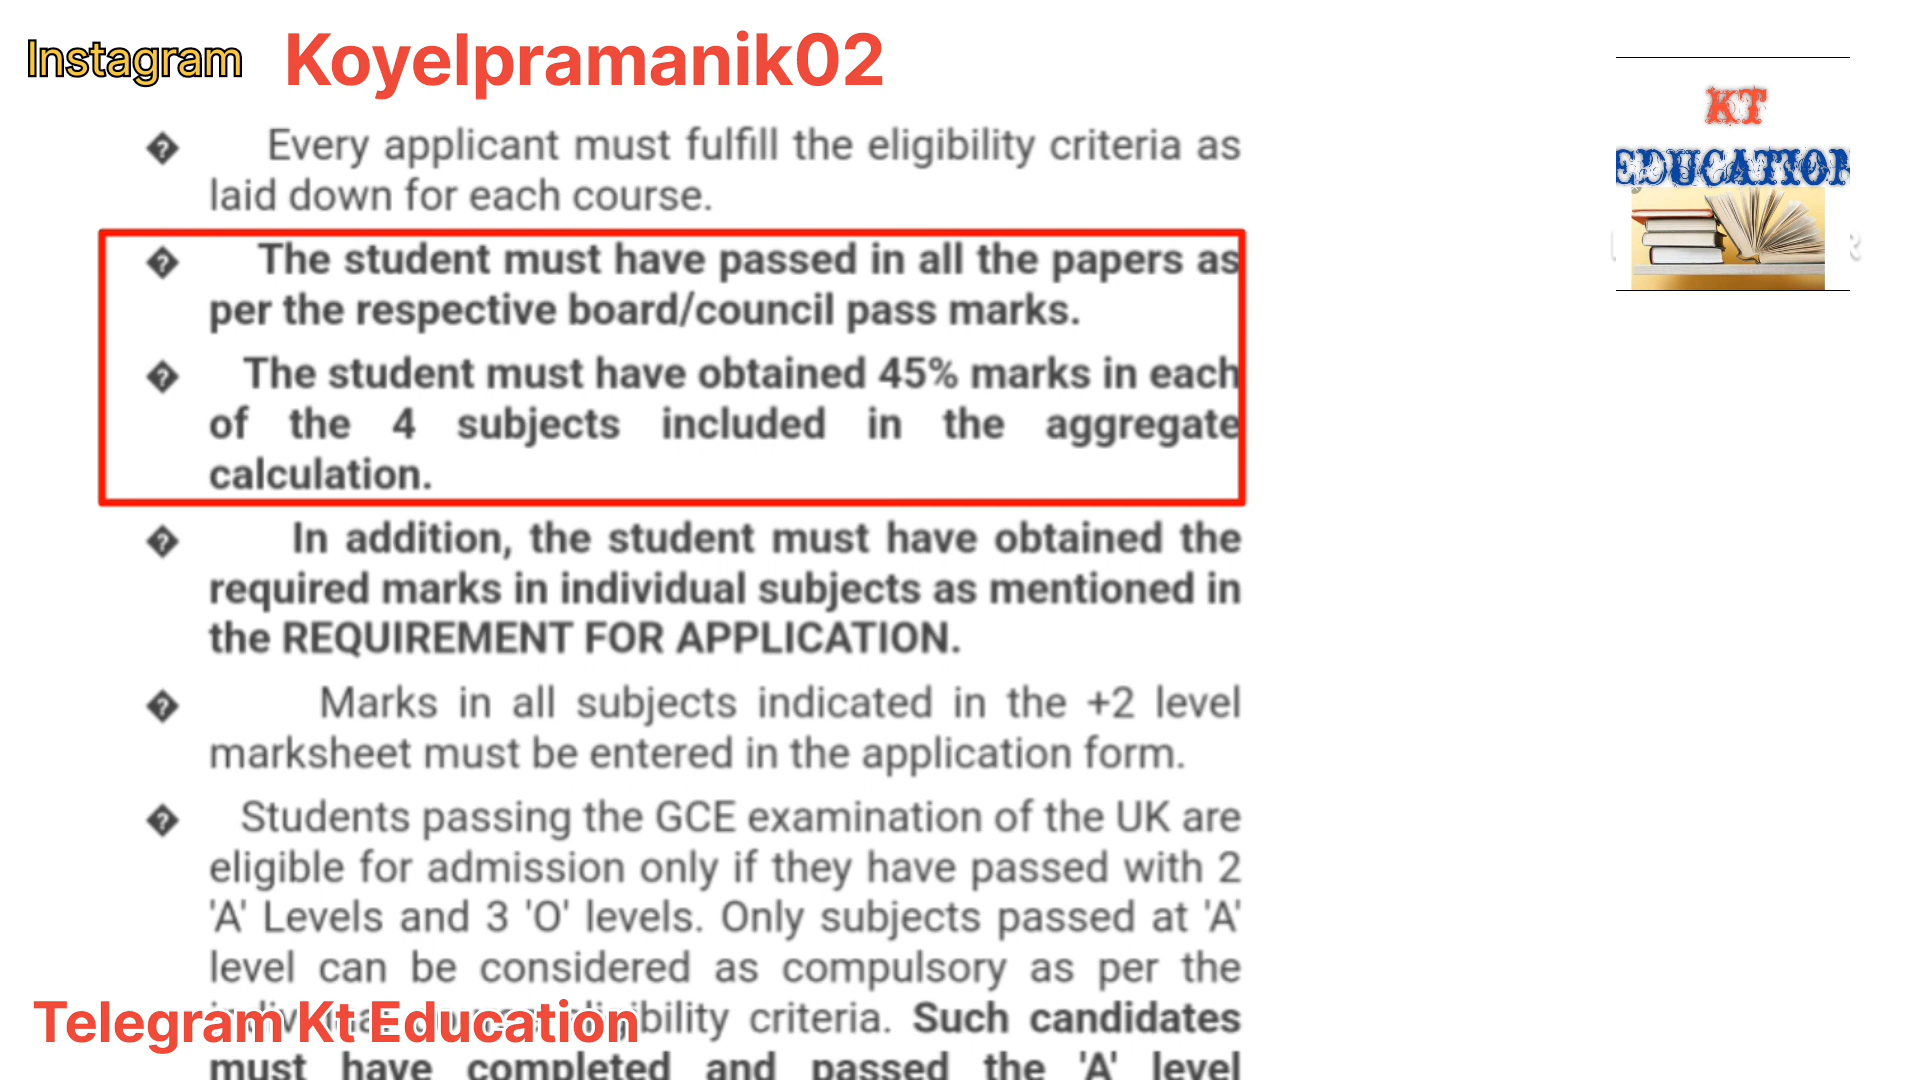 Instagram Koyelpramanik02
KT
EDUCATION
Every applicant must fulfill the eligibility criteria as
laid down for each course.
The student must have passed in all the papers as
per the respective board/council pass marks.
The student must have obtained 45% marks in each
of the 4 subjects included in the aggregate
calculation.
In addition, the student must have obtained the
required marks in individual subjects as mentioned in
the REQUIREMENT FOR APPLICATION.
Marks in all subjects indicated in the +2 level
marksheet must be entered in the application form.
Students passing the GCE examination of the UK are
eligible for admission only if they have passed with 2
'A' Levels and 3 'O' levels. Only subjects passed at 'A'
level can be considered as compulsory as per the
criteria. Such candidates
must have completed and passed the 'A' level
Telegram Kt Education